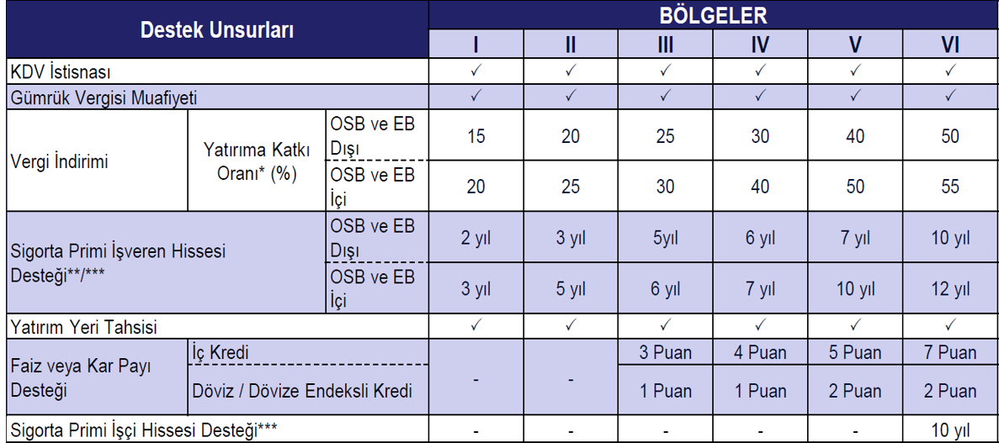 Destek Unsurları
BÖLGELER
I II III IV V VI
KDV İstisnası ✓ ✓ ✓ ✓ ✓ ✓
Gümrük Vergisi Muafiyeti ✓ ✓ ✓ ✓ ✓ ✓
Vergi İndirimi
Yatırıma Katkı
Oranı* (%)
OSB ve EB
Dışı
15 20 25 30 40 50
OSB ve EB
İçi
20 25 30 40 50 55
Sigorta Primi İşveren Hissesi
Desteği**/***
OSB ve EB
Dışı
2 yıl 3 yıl 5yıl 6 yıl 7 yıl 10 yıl
OSB ve EB
İçi
3 yıl 5 yıl 6 yıl 7 yıl 10 yıl 12 yıl
Yatırım Yeri Tahsisi ✓ ✓ ✓ ✓ ✓ ✓
Faiz veya Kar Payı
Desteği
İç Kredi
- - 3 Puan 4 Puan 5 Puan 7 Puan
Döviz / Dövize Endeksli Kredi
1 Puan 1 Puan 2 Puan 2 Puan
Sigorta Primi İşçi Hissesi Desteği*** - - - - - 10 yıl